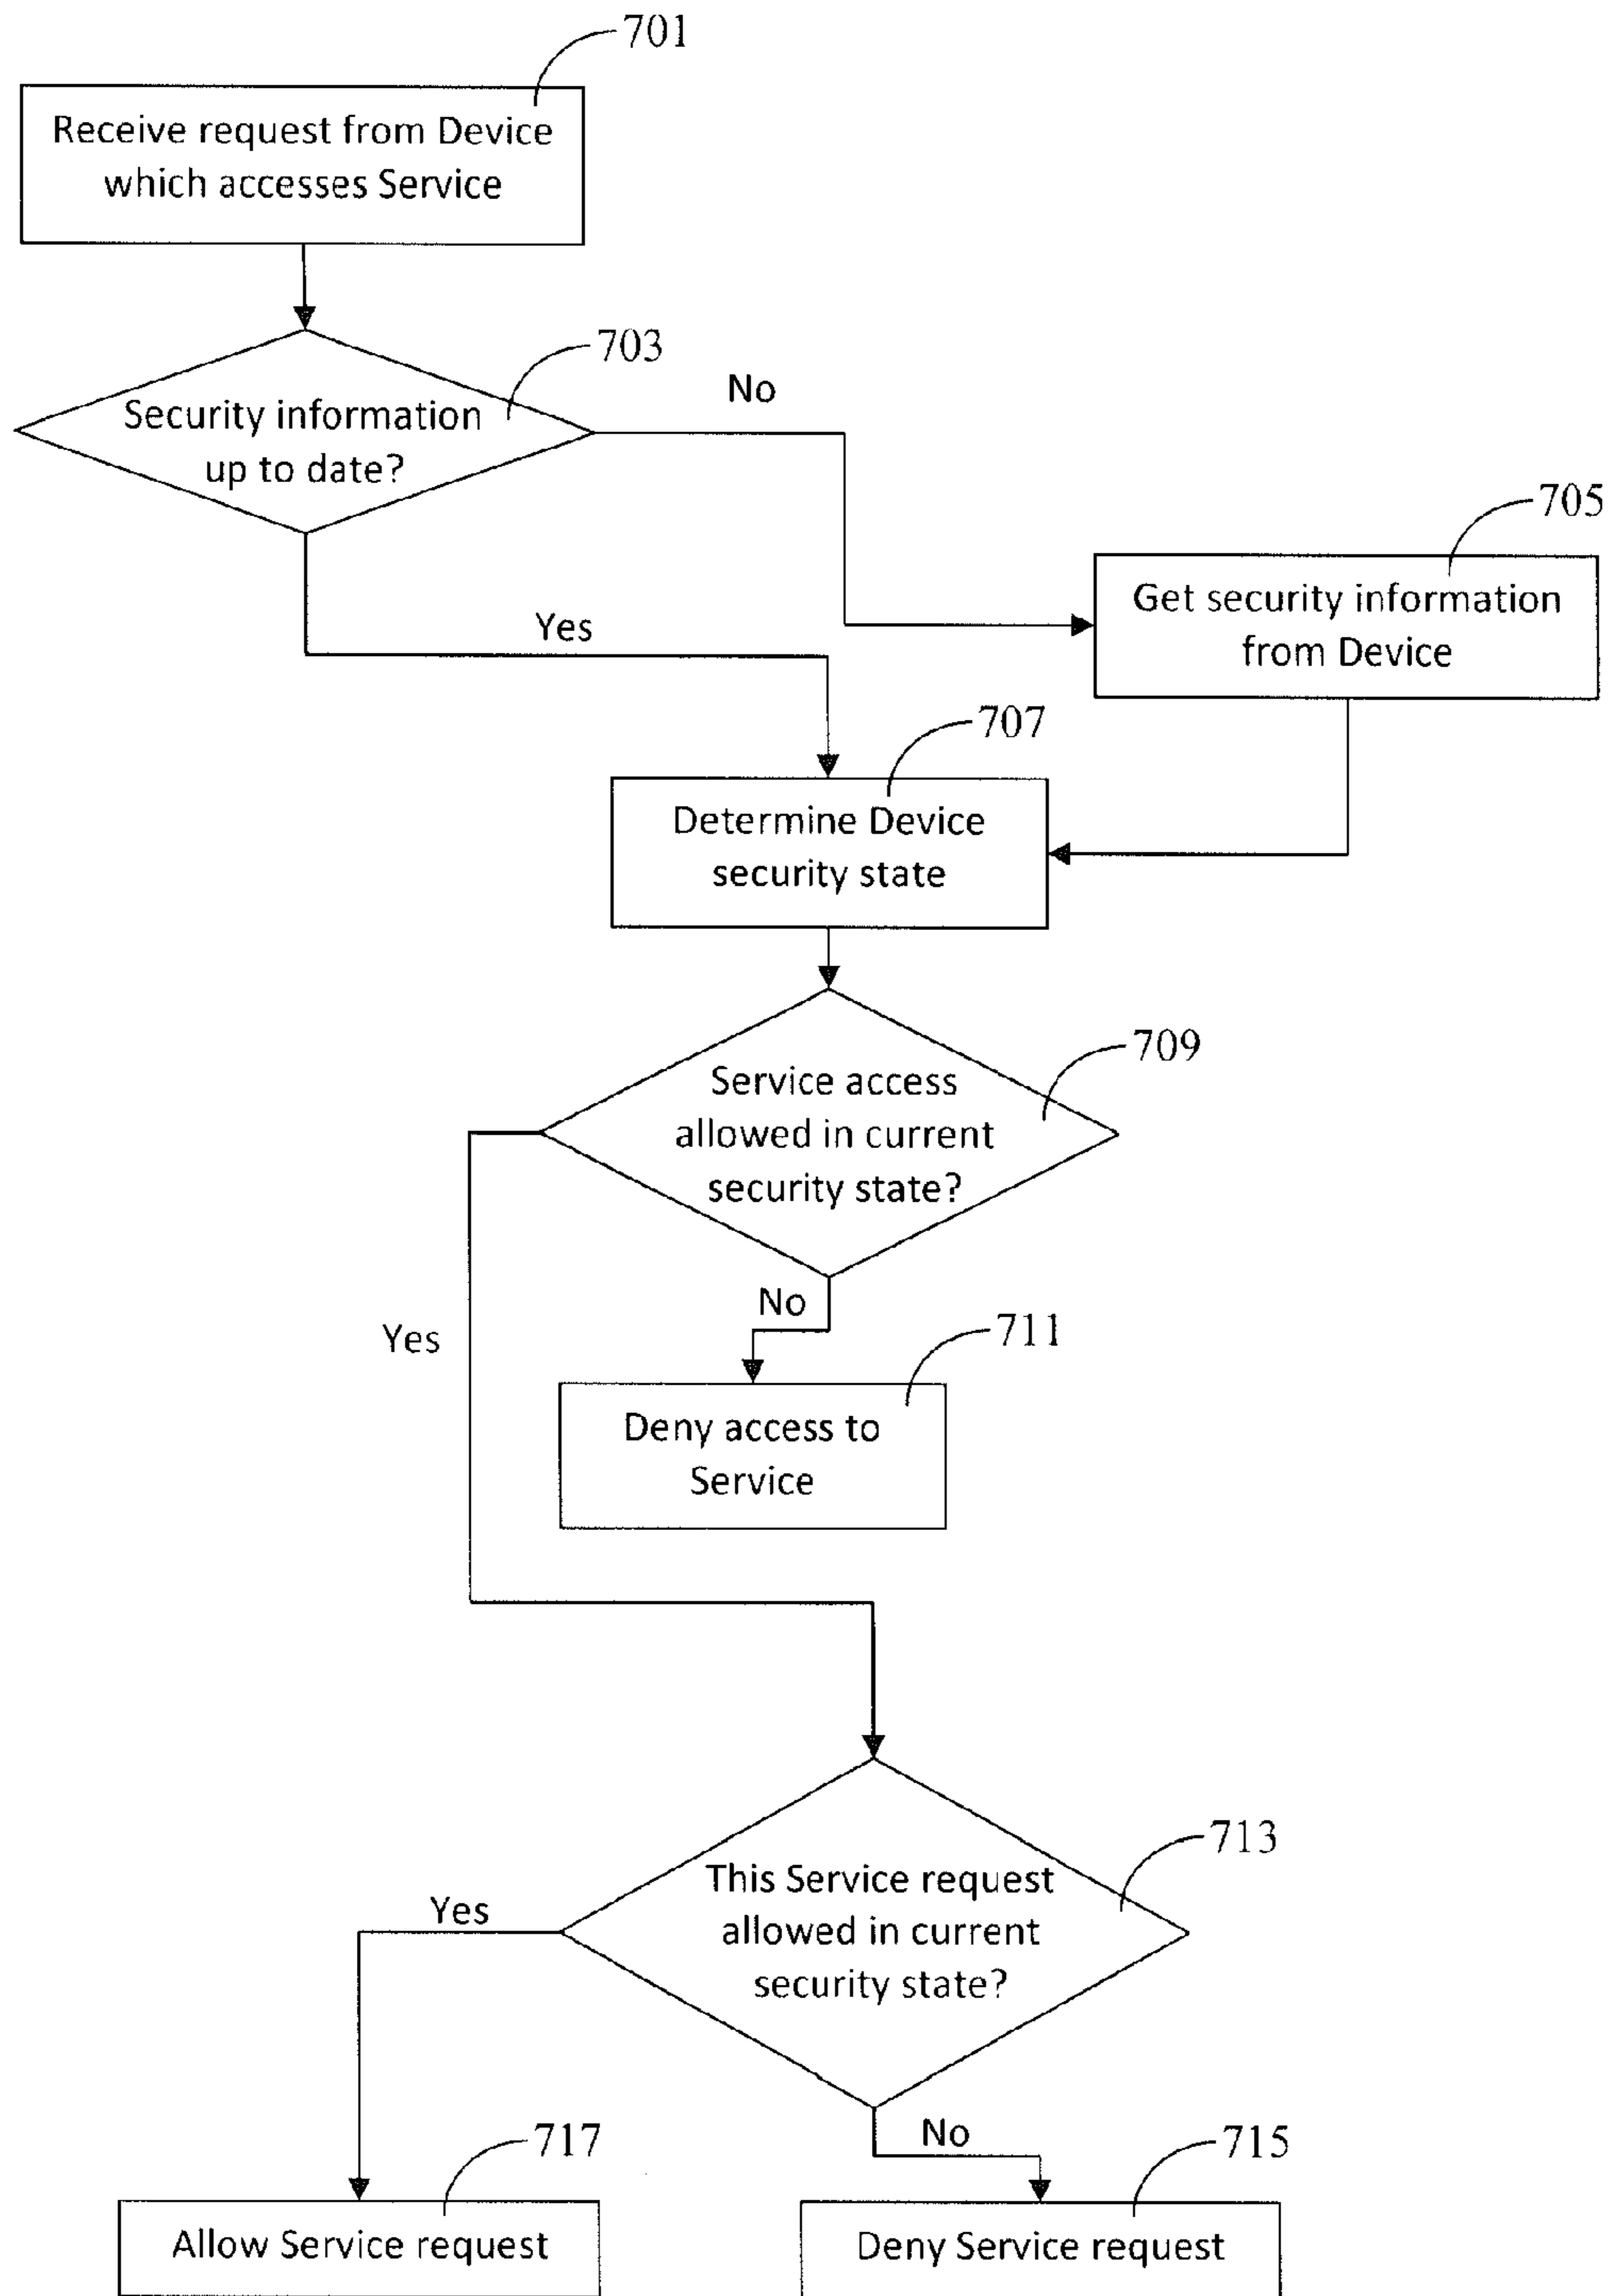 701
Receive request from Device
which accesses Service
703
No
Security information
up to date?
705
Get security information
from Device
Yes
707
Determine Device
security state
709
Service access
allowed in current
security state?
No
711
Yes
Deny access to
Service
713
This Service request
allowed in current
security state?
Yes
No
717
715
Allow Service request
Deny Service request